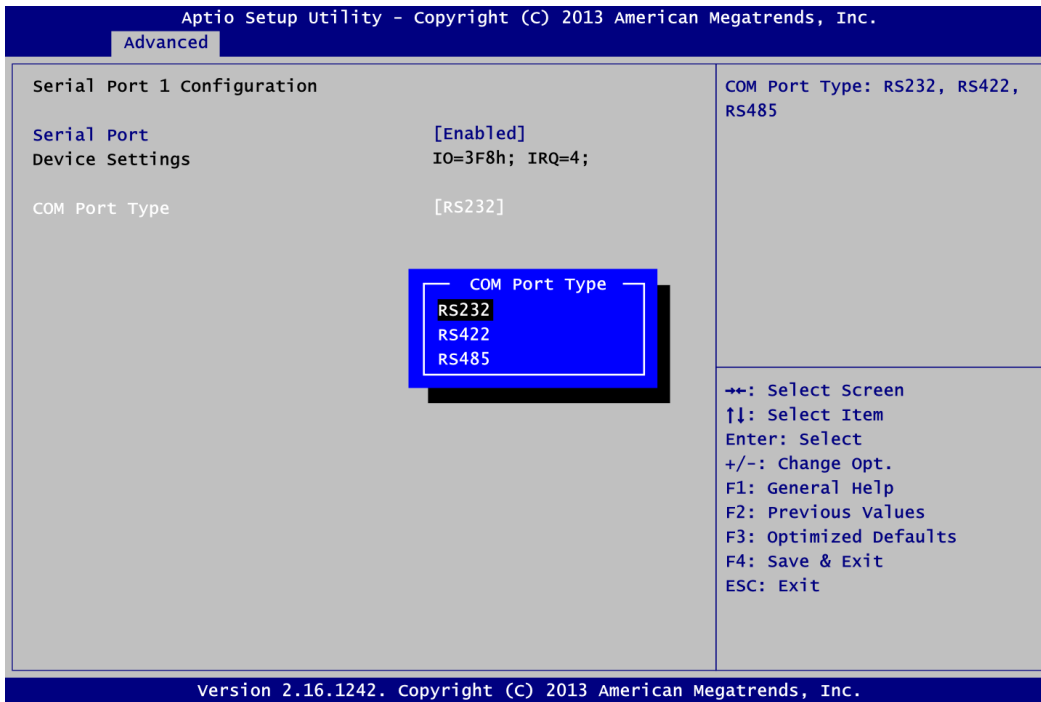 Aptio Setup Utility - Copyright (C) 2013 American Megatrends, Inc.
Advanced
Serial Port 1 Configuration
Serial Port [Enabled]
Device Settings IO=3F8h; IRQ=4;
COM Port Type [RS232]
COM Port Type
RS232
RS422
RS485
COM Port Type: RS232, RS422,
RS485
→←: Select Screen
↑↓: Select Item
Enter: Select
+/-: Change Opt.
F1: General Help
F2: Previous Values
F3: Optimized Defaults
F4: Save & Exit
ESC: Exit
Version 2.16.1242. Copyright (C) 2013 American Megatrends, Inc.